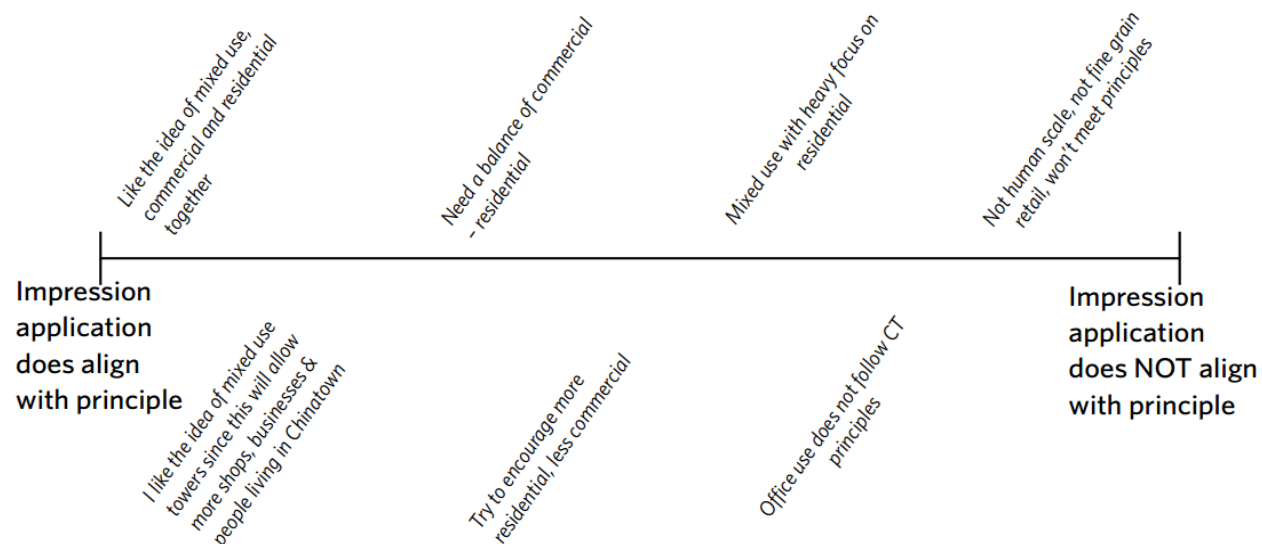 Like the idea of mixed use,
commercial and residential
together
Need a balance of commercial
– residential
Mixed use with heavy focus on
residential
Not human scale, not fine grain
retail, won't meet principles
Impression
application
does align
with principle
Impression
application
does NOT align
with principle
I like the idea of mixed use
towers since this will allow
more shops, businesses &
people living in Chinatown
Try to encourage more
residential, less commercial
Office use does not follow CT
principles